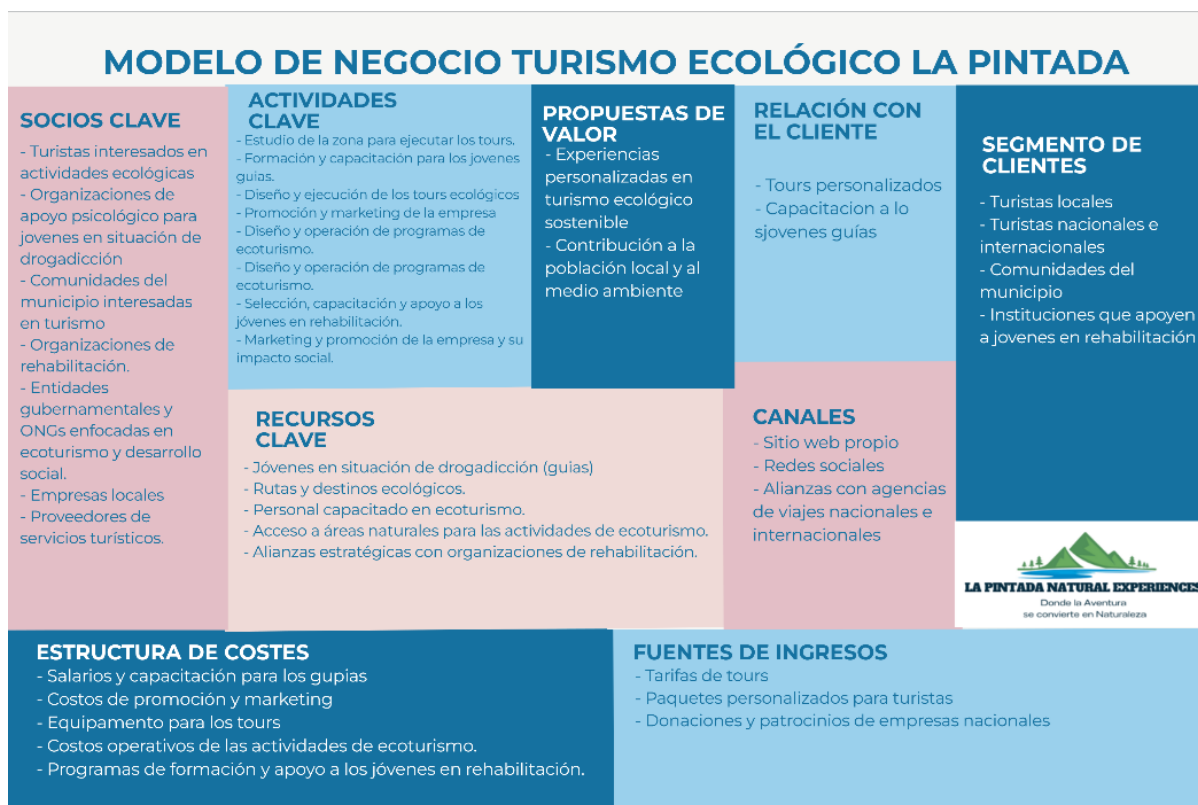 MODELO DE NEGOCIO TURISMO ECOLÓGICO LA PINTADA
SOCIOS CLAVE
- Turistas interesados en
actividades ecológicas
- Organizaciones de
apoyo psicológico para
jovenes en situación de
drogadicción
- Comunidades del
municipio interesadas
en turismo
- Organizaciones de
rehabilitación.
- Entidades
gubernamentales y
ONGs enfocadas en
ecoturismo y desarrollo
social.
- Empresas locales
- Proveedores de
servicios turísticos.
ACTIVIDADES
CLAVE
- Estudio de la zona para ejecutar los tours.
- Formación y capacitación para los jovenes
guias.
- Diseño y ejecución de los tours ecológicos
- Promoción y marketing de la empresa
- Diseño y operación de programas de
ecoturismo.
- Diseño y operación de programas de
ecoturismo.
- Selección, capacitación y apoyo a los
jóvenes en rehabilitación.
- Marketing y promoción de la empresa y su
impacto social.
PROPUESTAS DE
VALOR
- Experiencias
personalizadas en
turismo ecológico
sostenible
- Contribución a la
población local y al
medio ambiente
RELACIÓN CON
EL CLIENTE
- Tours personalizados
- Capacitacion a lo
sjovenes guías
SEGMENTO DE
CLIENTES
- Turistas locales
- Turistas nacionales e
internacionales
- Comunidades del
municipio
- Instituciones que apoyen
a jovenes en rehabilitación
RECURSOS
CLAVE
- Jóvenes en situación de drogadicción (guias)
- Rutas y destinos ecológicos.
- Personal capacitado en ecoturismo.
- Acceso a áreas naturales para las actividades de ecoturismo.
- Alianzas estratégicas con organizaciones de rehabilitación.
CANALES
- Sitio web propio
- Redes sociales
- Alianzas con agencias
de viajes nacionales e
internacionales
LA PINTADA NATURAL EXPERIENCES
Donde la Aventura
se convierte en Naturaleza
ESTRUCTURA DE COSTES
- Salarios y capacitación para los gupias
- Costos de promoción y marketing
- Equipamento para los tours
- Costos operativos de las actividades de ecoturismo.
- Programas de formación y apoyo a los jóvenes en rehabilitación.
FUENTES DE INGRESOS
- Tarifas de tours
- Paquetes personalizados para turistas
- Donaciones y patrocinios de empresas nacionales